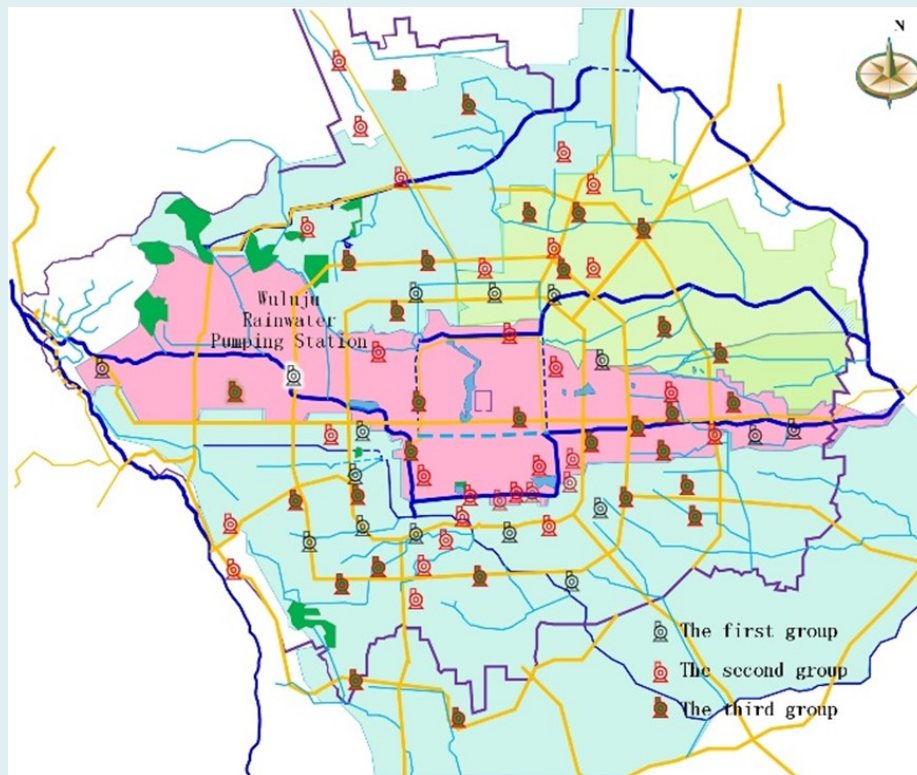 N
Wuluju
Rainwater
Pumping Station
The first group
The second group
The third group